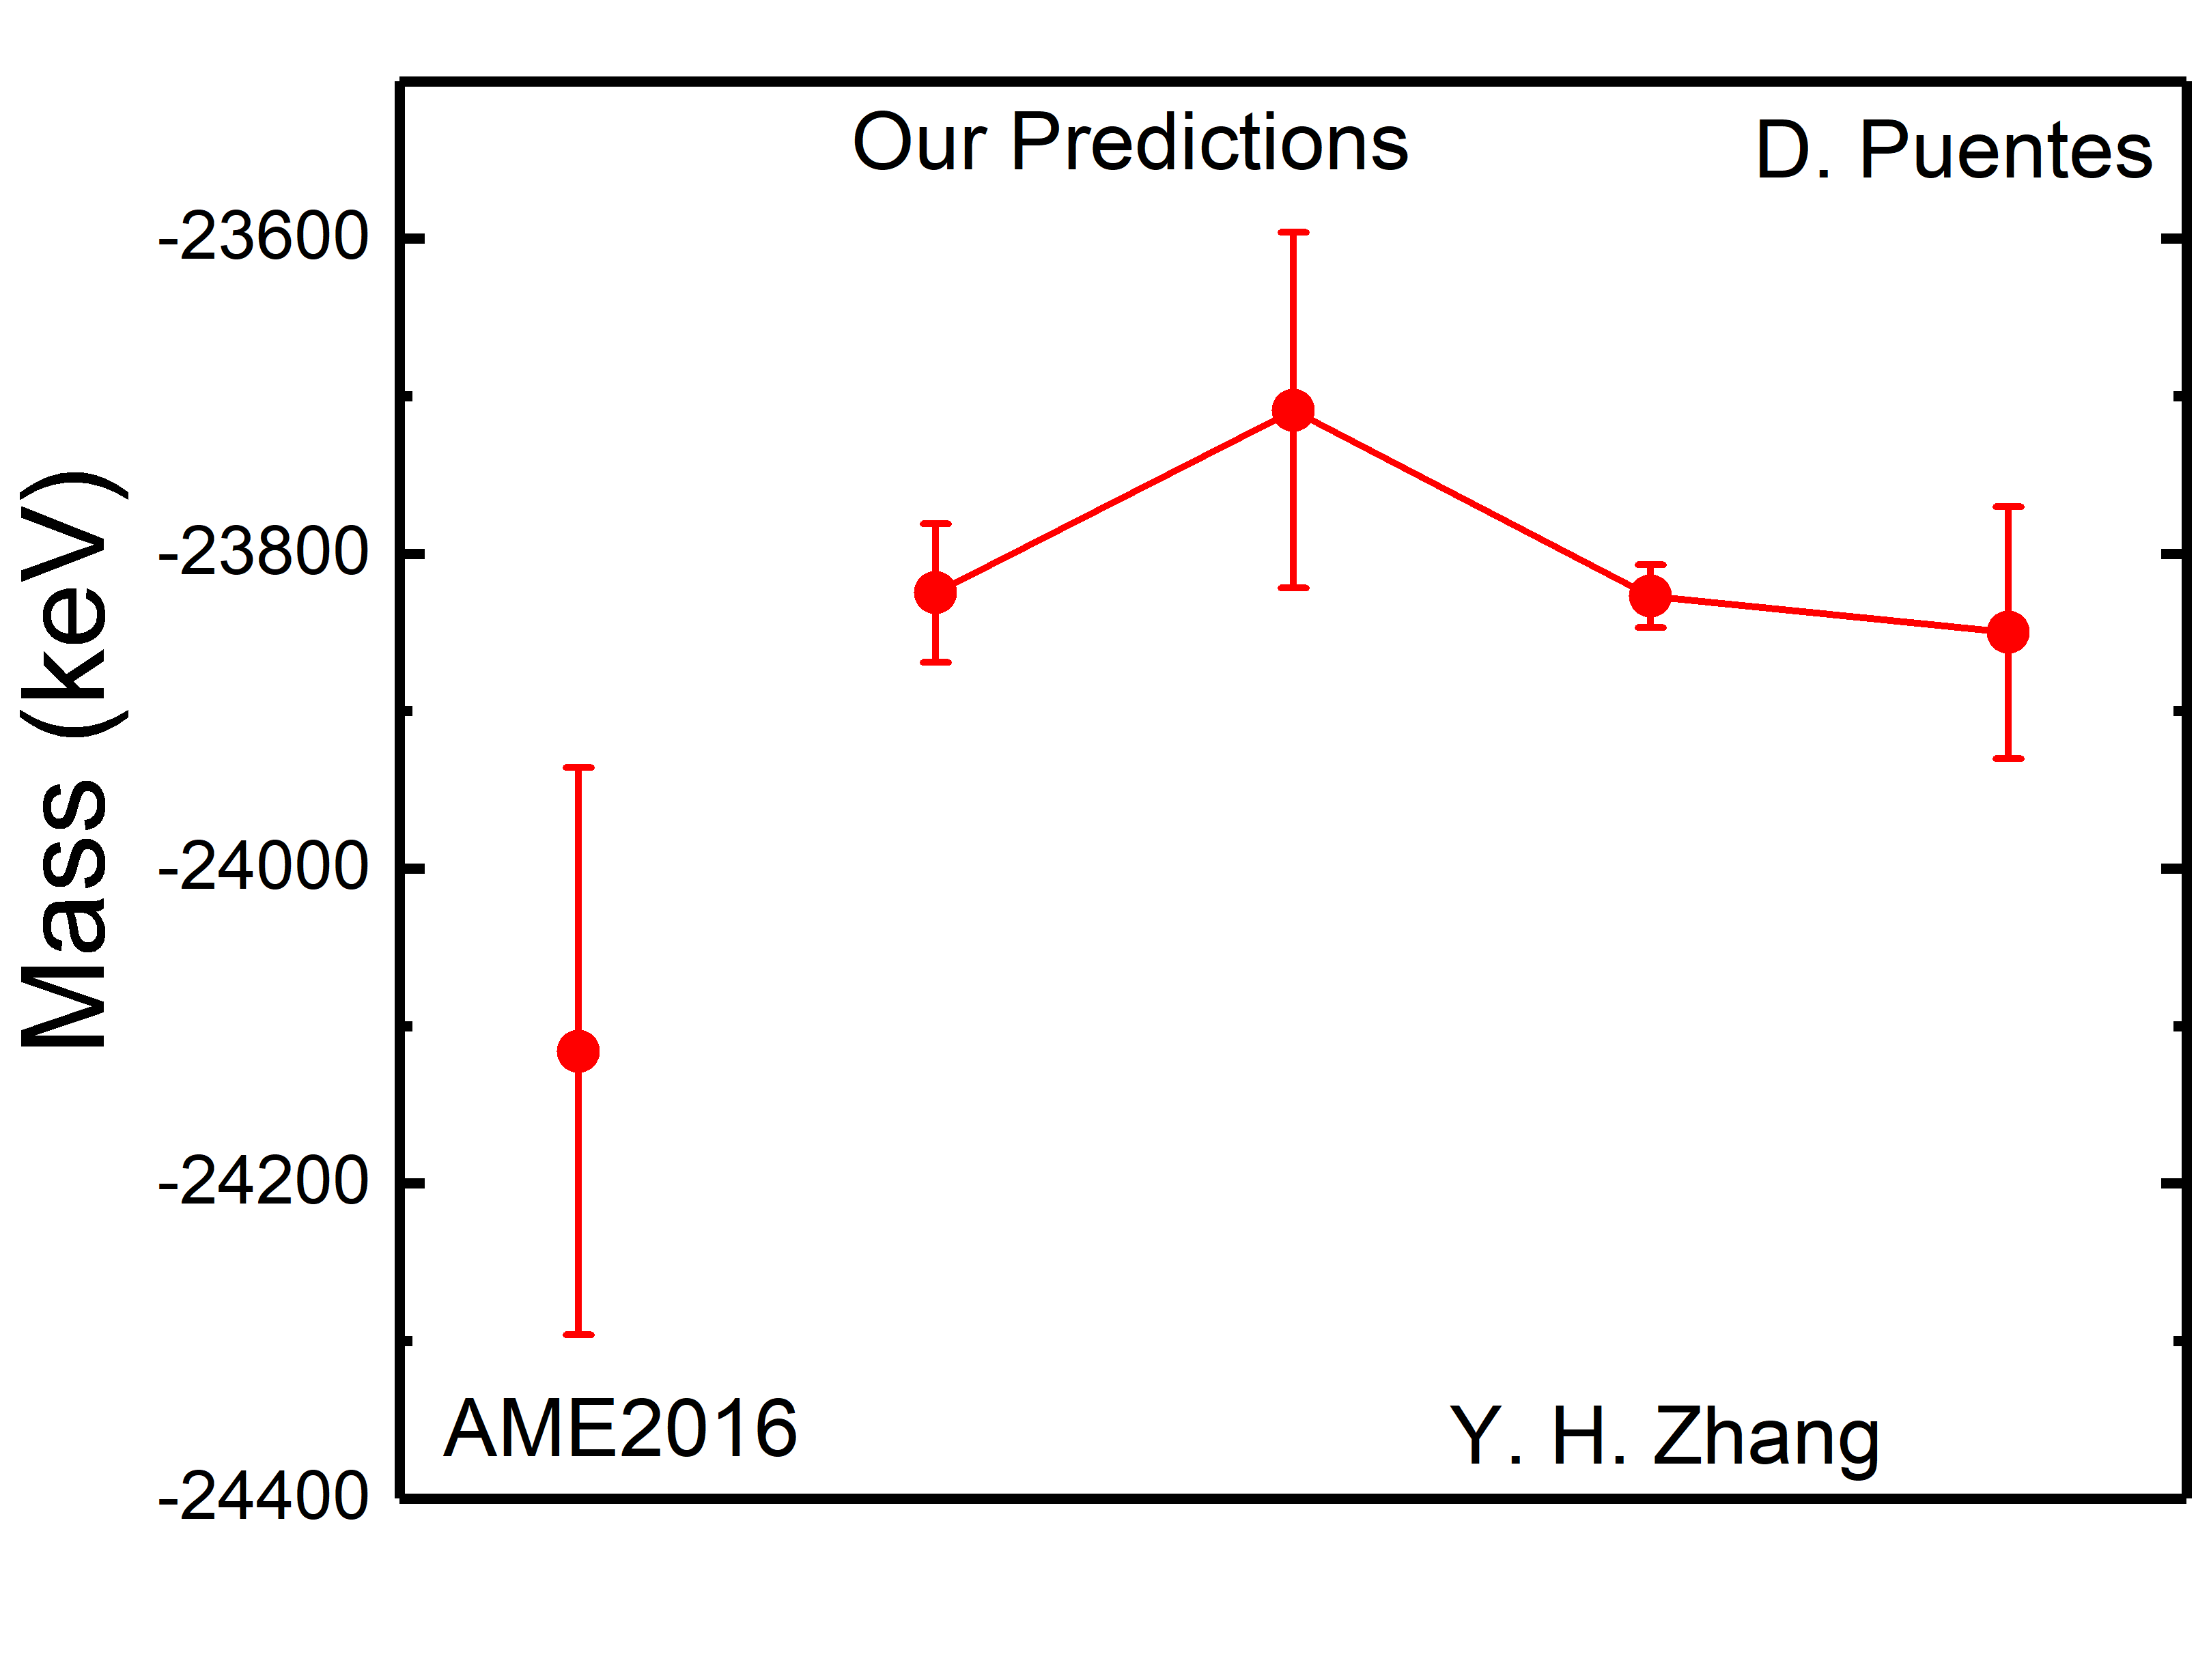 Our Predictions
D. Puentes
-23600
-23800
-24000
-24200
-24400
Mass (keV)
AME2016
Y. H. Zhang